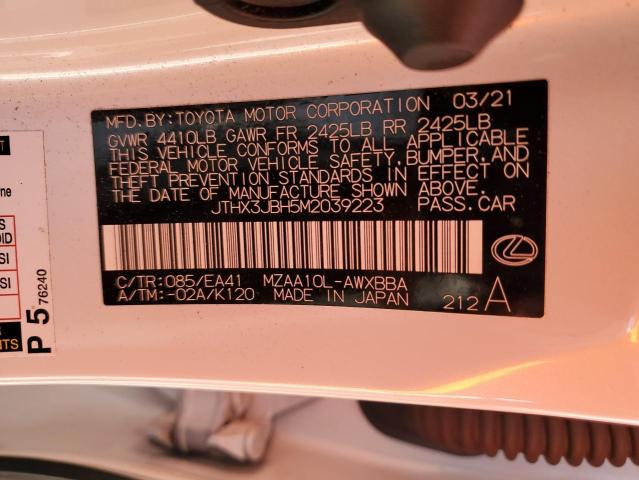 MFD.BY:TOYOTA MOTOR CORPORATION 03/21
GVWR 4410LB GAWR FR 2425LB RR 2425LB
THIS VEHICLE CONFORMS TO ALL APPLICABLE
FEDERAL MOTOR VEHICLE SAFETY,BUMPER,AND
THEFT PREVENTION STANDARDS IN EFFECT ON
THE DATE OF MANUFACTURE SHOWN ABOVE.
JTHX3JBH5M2039223 PASS.CAR
C/TR:085/EA41 MZAA10L-AWXBBA
A/TM:-02A/K120 MADE IN JAPAN 212 A
P 5 76240